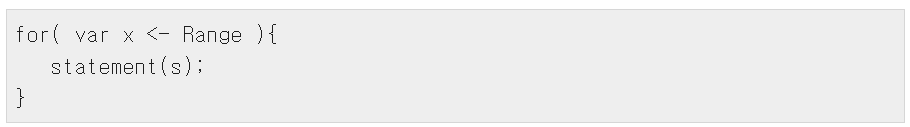 for( var x <- Range ){
   statement(s);
}